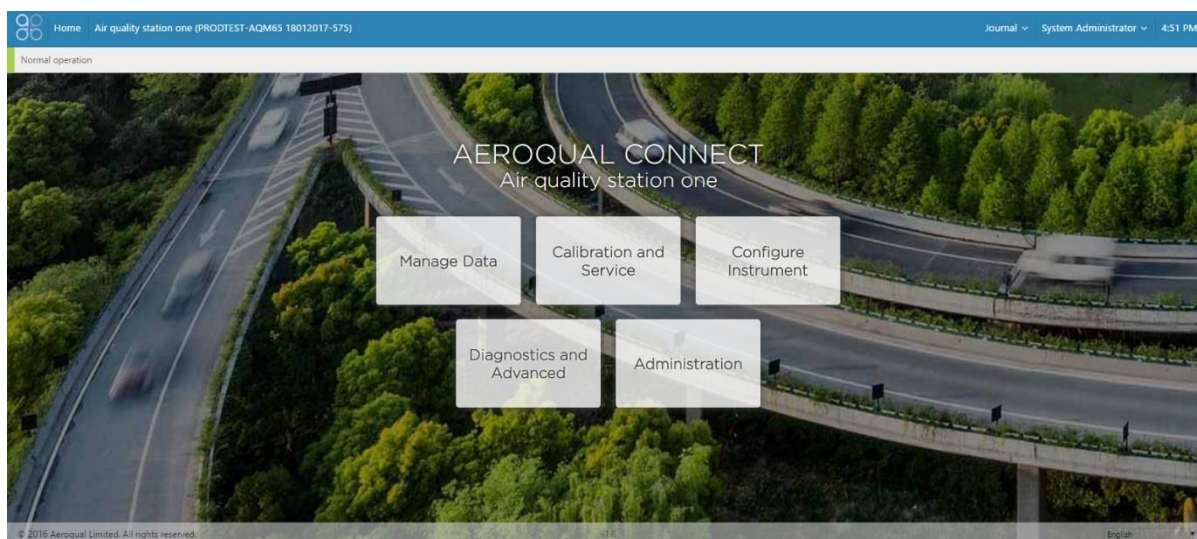 Home Air quality station one (PRODTEST-AQM65 18012017-575) Journal System Administrator 4:51 PM
Normal operation
AEROQUAL CONNECT
Air quality station one
Manage Data
Calibration and
Service
Configure
Instrument
Diagnostics and
Advanced
Administration
© 2016 Aeroqual Limited. All rights reserved. v1.6 English